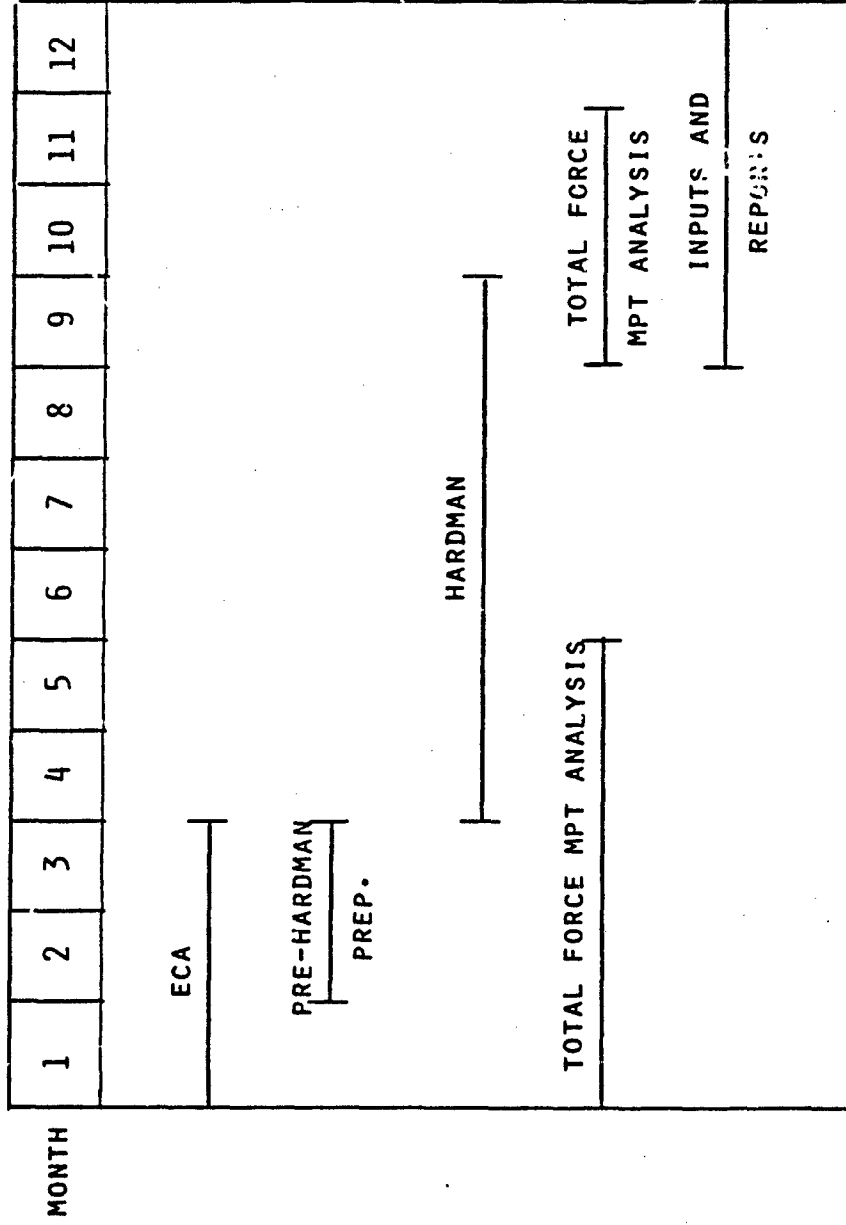 MONTH 1 2 3 4 5 6 7 8 9 10 11 12
ECA
PRE-HARDMAN
PREP.
HARDMAN
TOTAL FORCE MPT ANALYSIS
TOTAL FORCE
MPT ANALYSIS
INPUTS AND
REPORTS